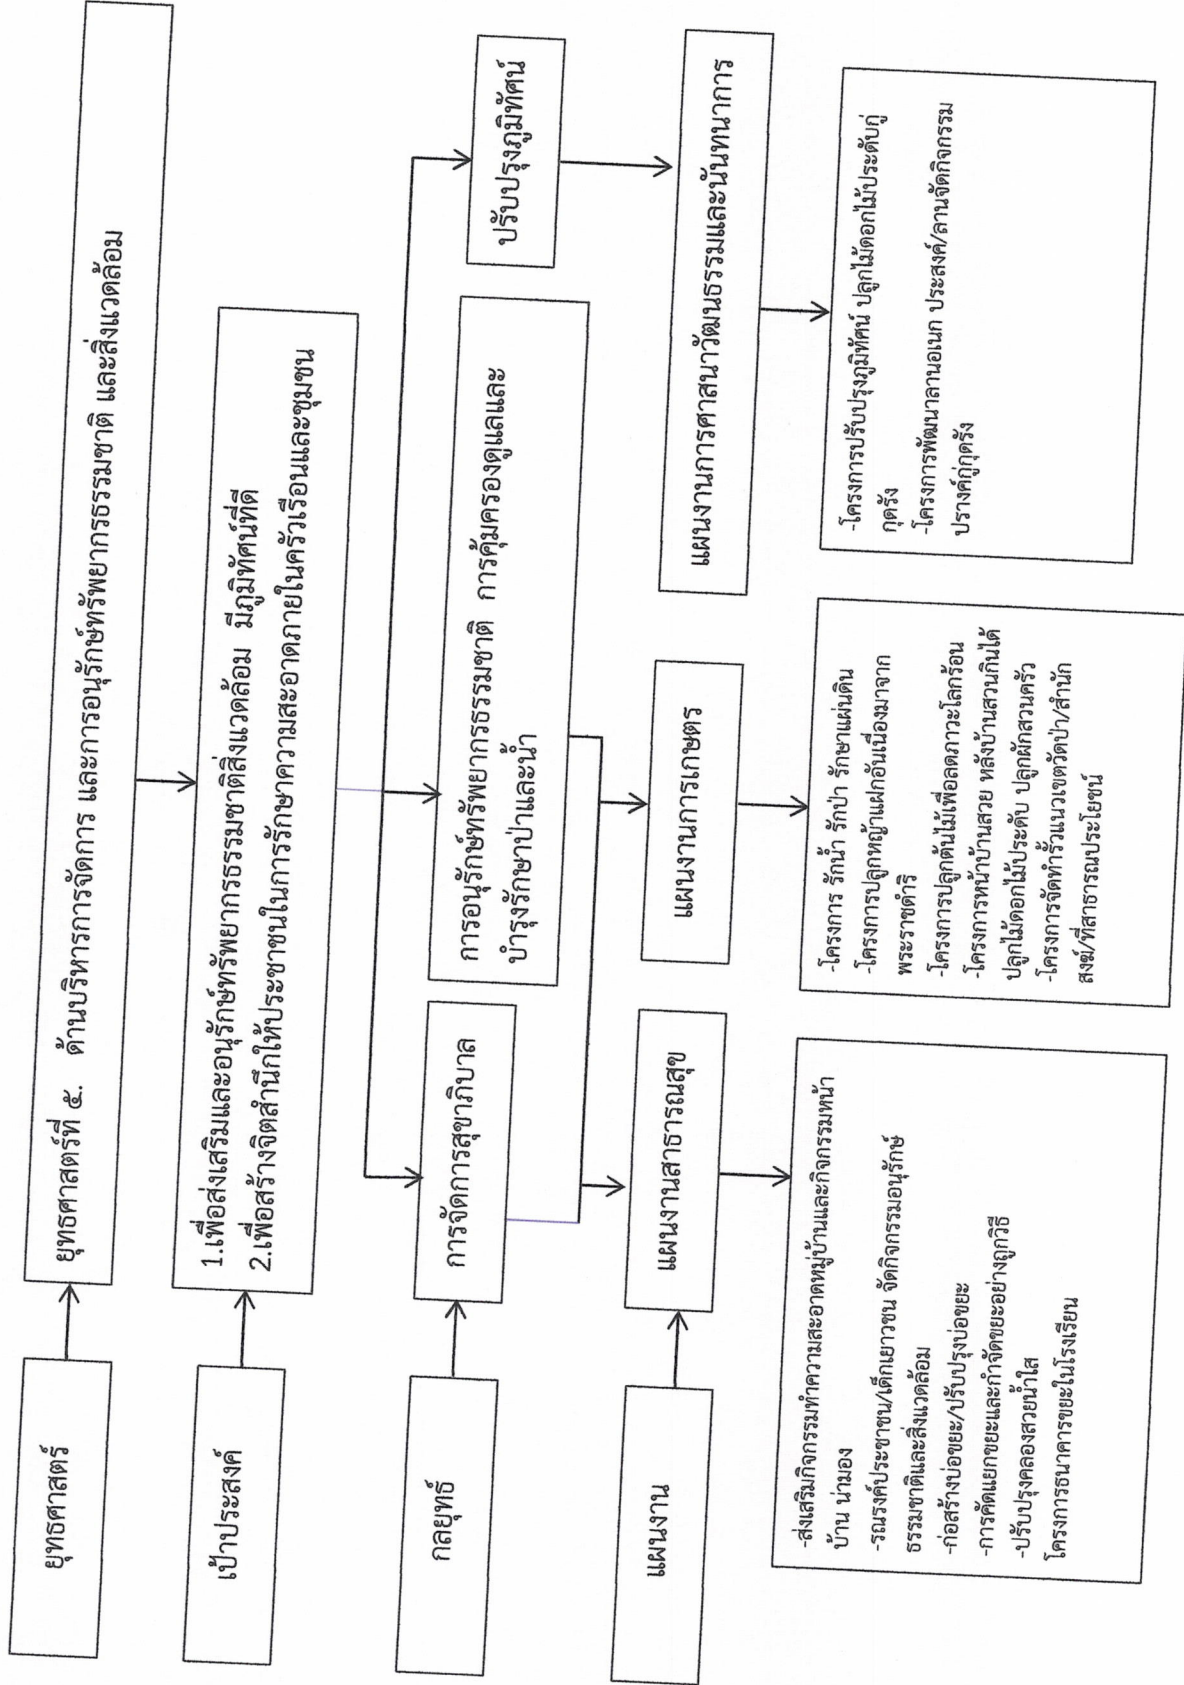 ยุทธศาสตร์
ยุทธศาสตร์ที่ ๕. ด้านบริหารการจัดการ และการอนุรักษ์ทรัพยากรธรรมชาติ และสิ่งแวดล้อม
เป้าประสงค์
1.เพื่อส่งเสริมและอนุรักษ์ทรัพยากรธรรมชาติสิ่งแวดล้อม มีภูมิทัศน์ที่ดี
2.เพื่อสร้างจิตสำนึกให้ประชาชนในการรักษาความสะอาดภายในครัวเรือนและชุมชน
กลยุทธ์
การจัดการสุขาภิบาล
การอนุรักษ์ทรัพยากรธรรมชาติ การคุ้มครองดูแลและ
บำรุงรักษาป่าและน้ำ
ปรับปรุงภูมิทัศน์
แผนงาน
แผนงานสาธารณสุข
แผนงานการเกษตร
แผนงานการศาสนาวัฒนธรรมและนันทนาการ
-ส่งเสริมกิจกรรมทำความสะอาดหมู่บ้านและกิจกรรมหน้า
บ้าน น่ามอง
-รณรงค์ประชาชน/เด็กเยาวชน จัดกิจกรรมอนุรักษ์
ธรรมชาติและสิ่งแวดล้อม
-ก่อสร้างบ่อขยะ/ปรับปรุงบ่อขยะ
-การคัดแยกขยะและกำจัดขยะอย่างถูกวิธี
-ปรับปรุงคลองสวยน้ำใส
โครงการธนาคารขยะในโรงเรียน
-โครงการ รักน้ำ รักป่า รักษาแผ่นดิน
-โครงการปลูกหญ้าแฝกอันเนื่องมาจาก
พระราชดำริ
-โครงการปลูกต้นไม้เพื่อลดภาวะโลกร้อน
-โครงการหน้าบ้านสวย หลังบ้านสวนกินได้
ปลูกไม้ดอกไม้ประดับ ปลูกผักสวนครัว
-โครงการจัดทำรั้วแนวเขตวัดป่า/สำนัก
สงฆ์/ที่สาธารณประโยชน์
-โครงการปรับปรุงภูมิทัศน์ ปลูกไม้ดอกไม้ประดับกู่
กุดรัง
-โครงการพัฒนาลานอเนก ประสงค์/ลานจัดกิจกรรม
ปรางค์กู่กุดรัง